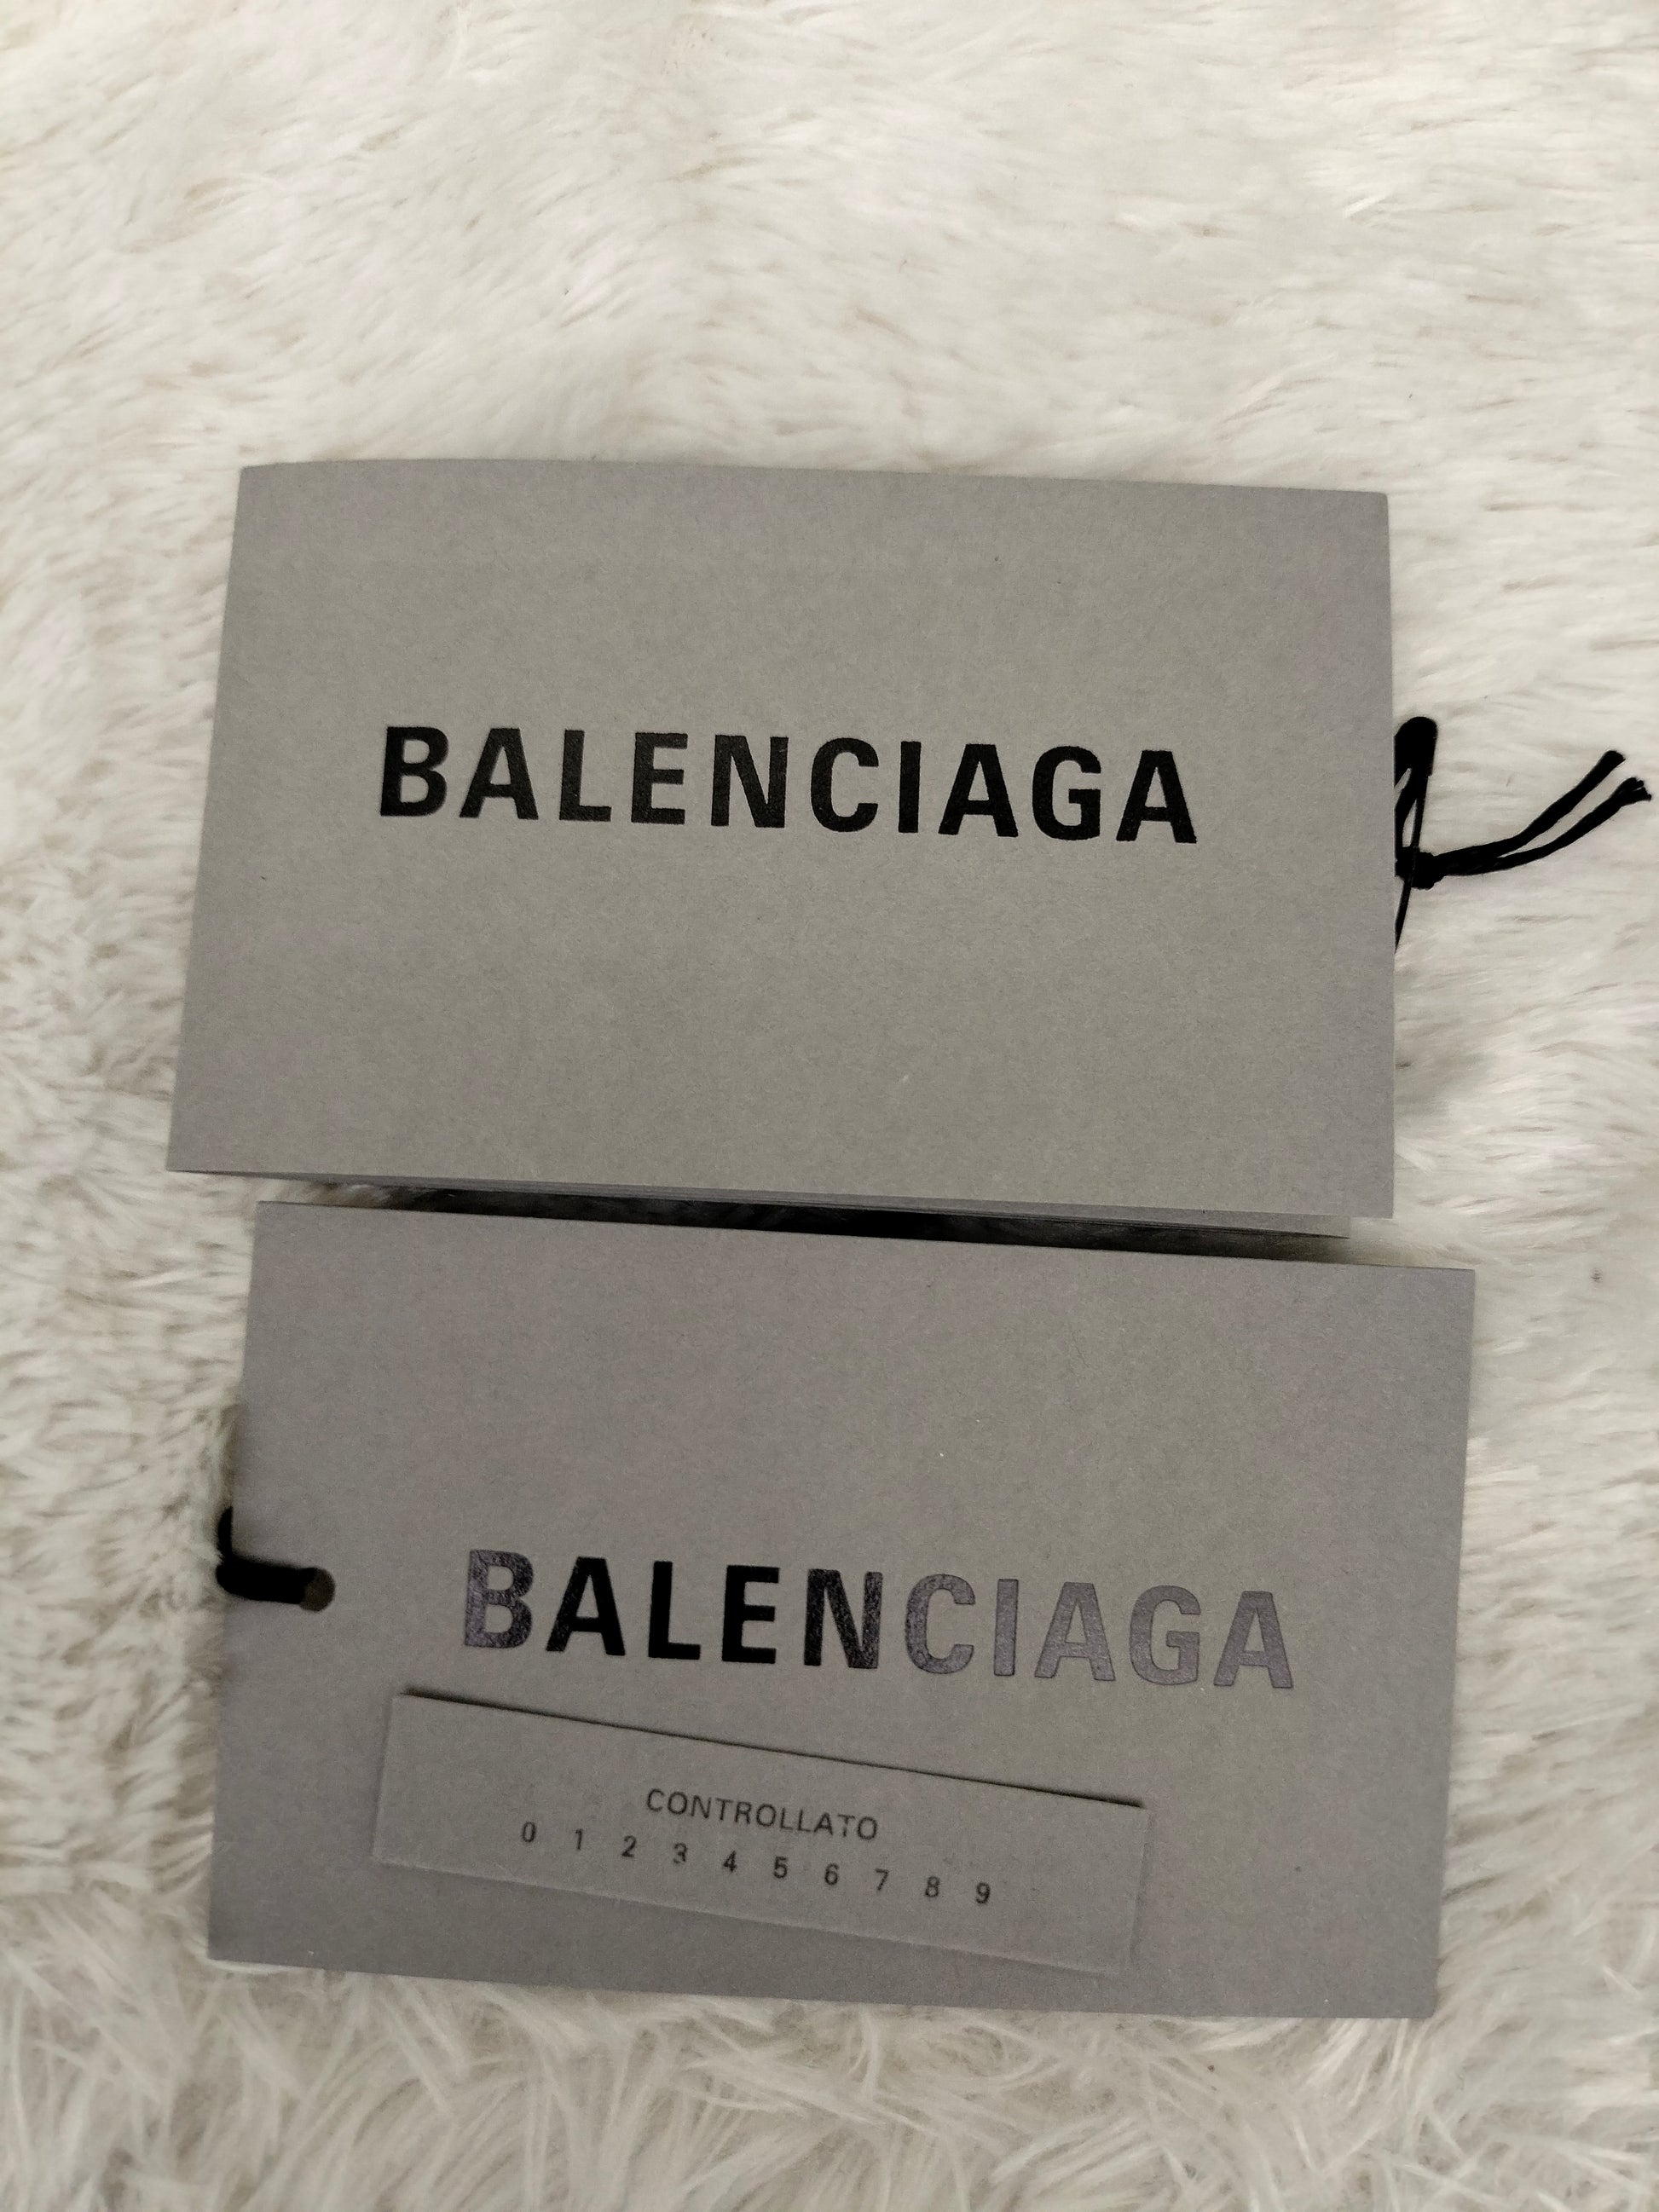 BALENCIAGA
BALENCIAGA
CONTROLLATO
0 1 2 3 4 5 6 7 8 9